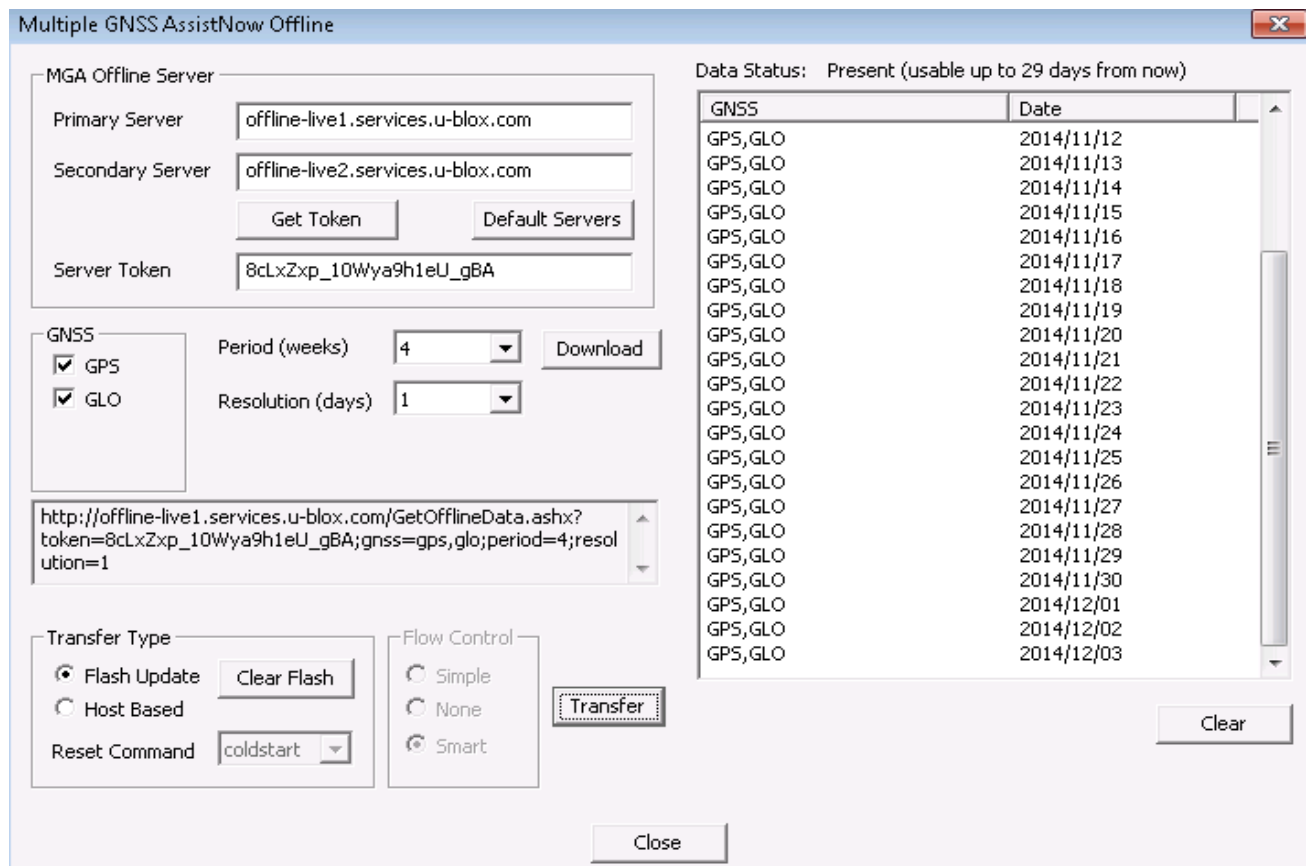 Multiple GNSS AssistNow Offline
MGA Offline Server
Primary Server offline-live1.services.u-blox.com
Secondary Server offline-live2.services.u-blox.com
Get Token Default Servers
Server Token 8cLxZxp_10Wya9h1eU_gBA
GNSS
GPS
GLO
Period (weeks) 4 Download
Resolution (days) 1
http://offline-live1.services.u-blox.com/GetOfflineData.ashx?
token=8cLxZxp_10Wya9h1eU_gBA;gnss=gps,glo;period=4;resol
ution=1
Transfer Type
Flash Update Clear Flash
Host Based
Reset Command coldstart
Flow Control
Simple
None
Smart
Transfer
Data Status: Present (usable up to 29 days from now)
GNSS Date
GPS,GLO 2014/11/12
GPS,GLO 2014/11/13
GPS,GLO 2014/11/14
GPS,GLO 2014/11/15
GPS,GLO 2014/11/16
GPS,GLO 2014/11/17
GPS,GLO 2014/11/18
GPS,GLO 2014/11/19
GPS,GLO 2014/11/20
GPS,GLO 2014/11/21
GPS,GLO 2014/11/22
GPS,GLO 2014/11/23
GPS,GLO 2014/11/24
GPS,GLO 2014/11/25
GPS,GLO 2014/11/26
GPS,GLO 2014/11/27
GPS,GLO 2014/11/28
GPS,GLO 2014/11/29
GPS,GLO 2014/11/30
GPS,GLO 2014/12/01
GPS,GLO 2014/12/02
GPS,GLO 2014/12/03
Clear
Close